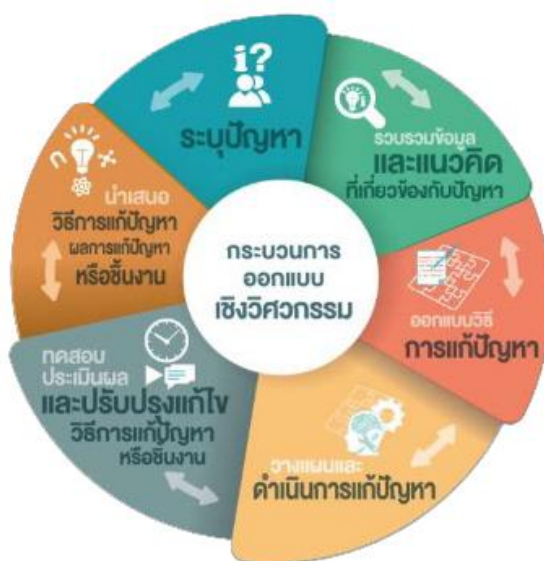 กระบวนการ
ออกแบบ
เชิงวิศวกรรม
i?
ระบุปัญหา
รวบรวมข้อมูล
และแนวคิด
ที่เกี่ยวข้องกับปัญหา
ออกแบบวิธี
การแก้ปัญหา
วางแผนและ
ดำเนินการแก้ปัญหา
ทดสอบ
ประเมินผล
และปรับปรุงแก้ไข
วิธีการแก้ปัญหา
หรือชิ้นงาน
นำเสนอ
วิธีการแก้ปัญหา
ผลการแก้ปัญหา
หรือชิ้นงาน